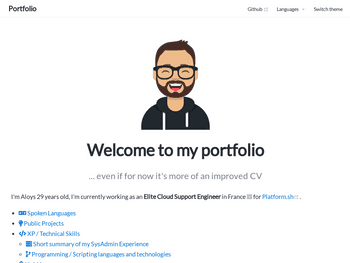 Portfolio
Github
Languages
Switch theme
Welcome to my portfolio
... even if for now it's more of an improved CV
I'm Aloys 29 years old, I'm currently working as an Elite Cloud Support Engineer in France for Platform.sh .
Spoken Languages
Public Projects
XP / Technical Skills
Short summary of my SysAdmin Experience
Programming / Scripting languages and technologies